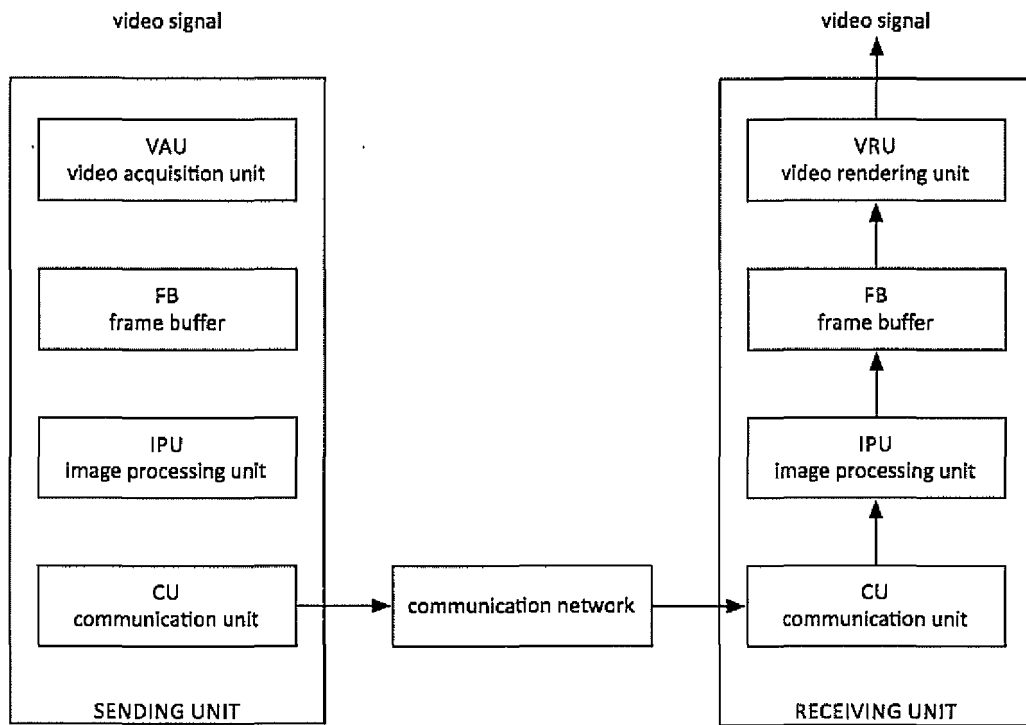 video signal
VAU
video acquisition unit
FB
frame buffer
IPU
image processing unit
CU
communication unit
SENDING UNIT
communication network
video signal
VRU
video rendering unit
FB
frame buffer
IPU
image processing unit
CU
communication unit
RECEIVING UNIT